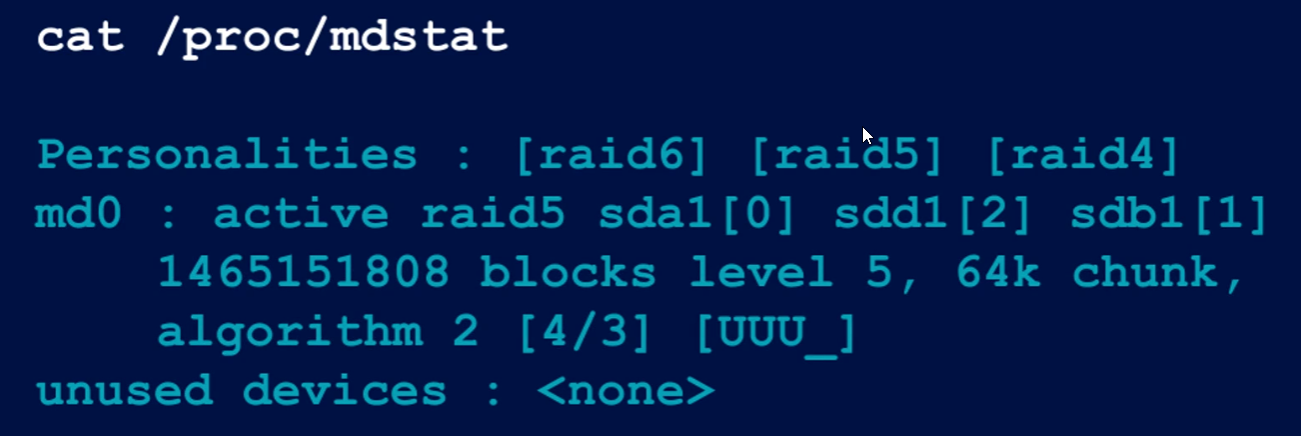 cat /proc/mdstat
Personalities : [raid6] [raid5] [raid4]
md0 : active raid5 sda1[0] sdd1[2] sdb1[1]
1465151808 blocks level 5, 64k chunk,
algorithm 2 [4/3] [UUU_]
unused devices : <none>